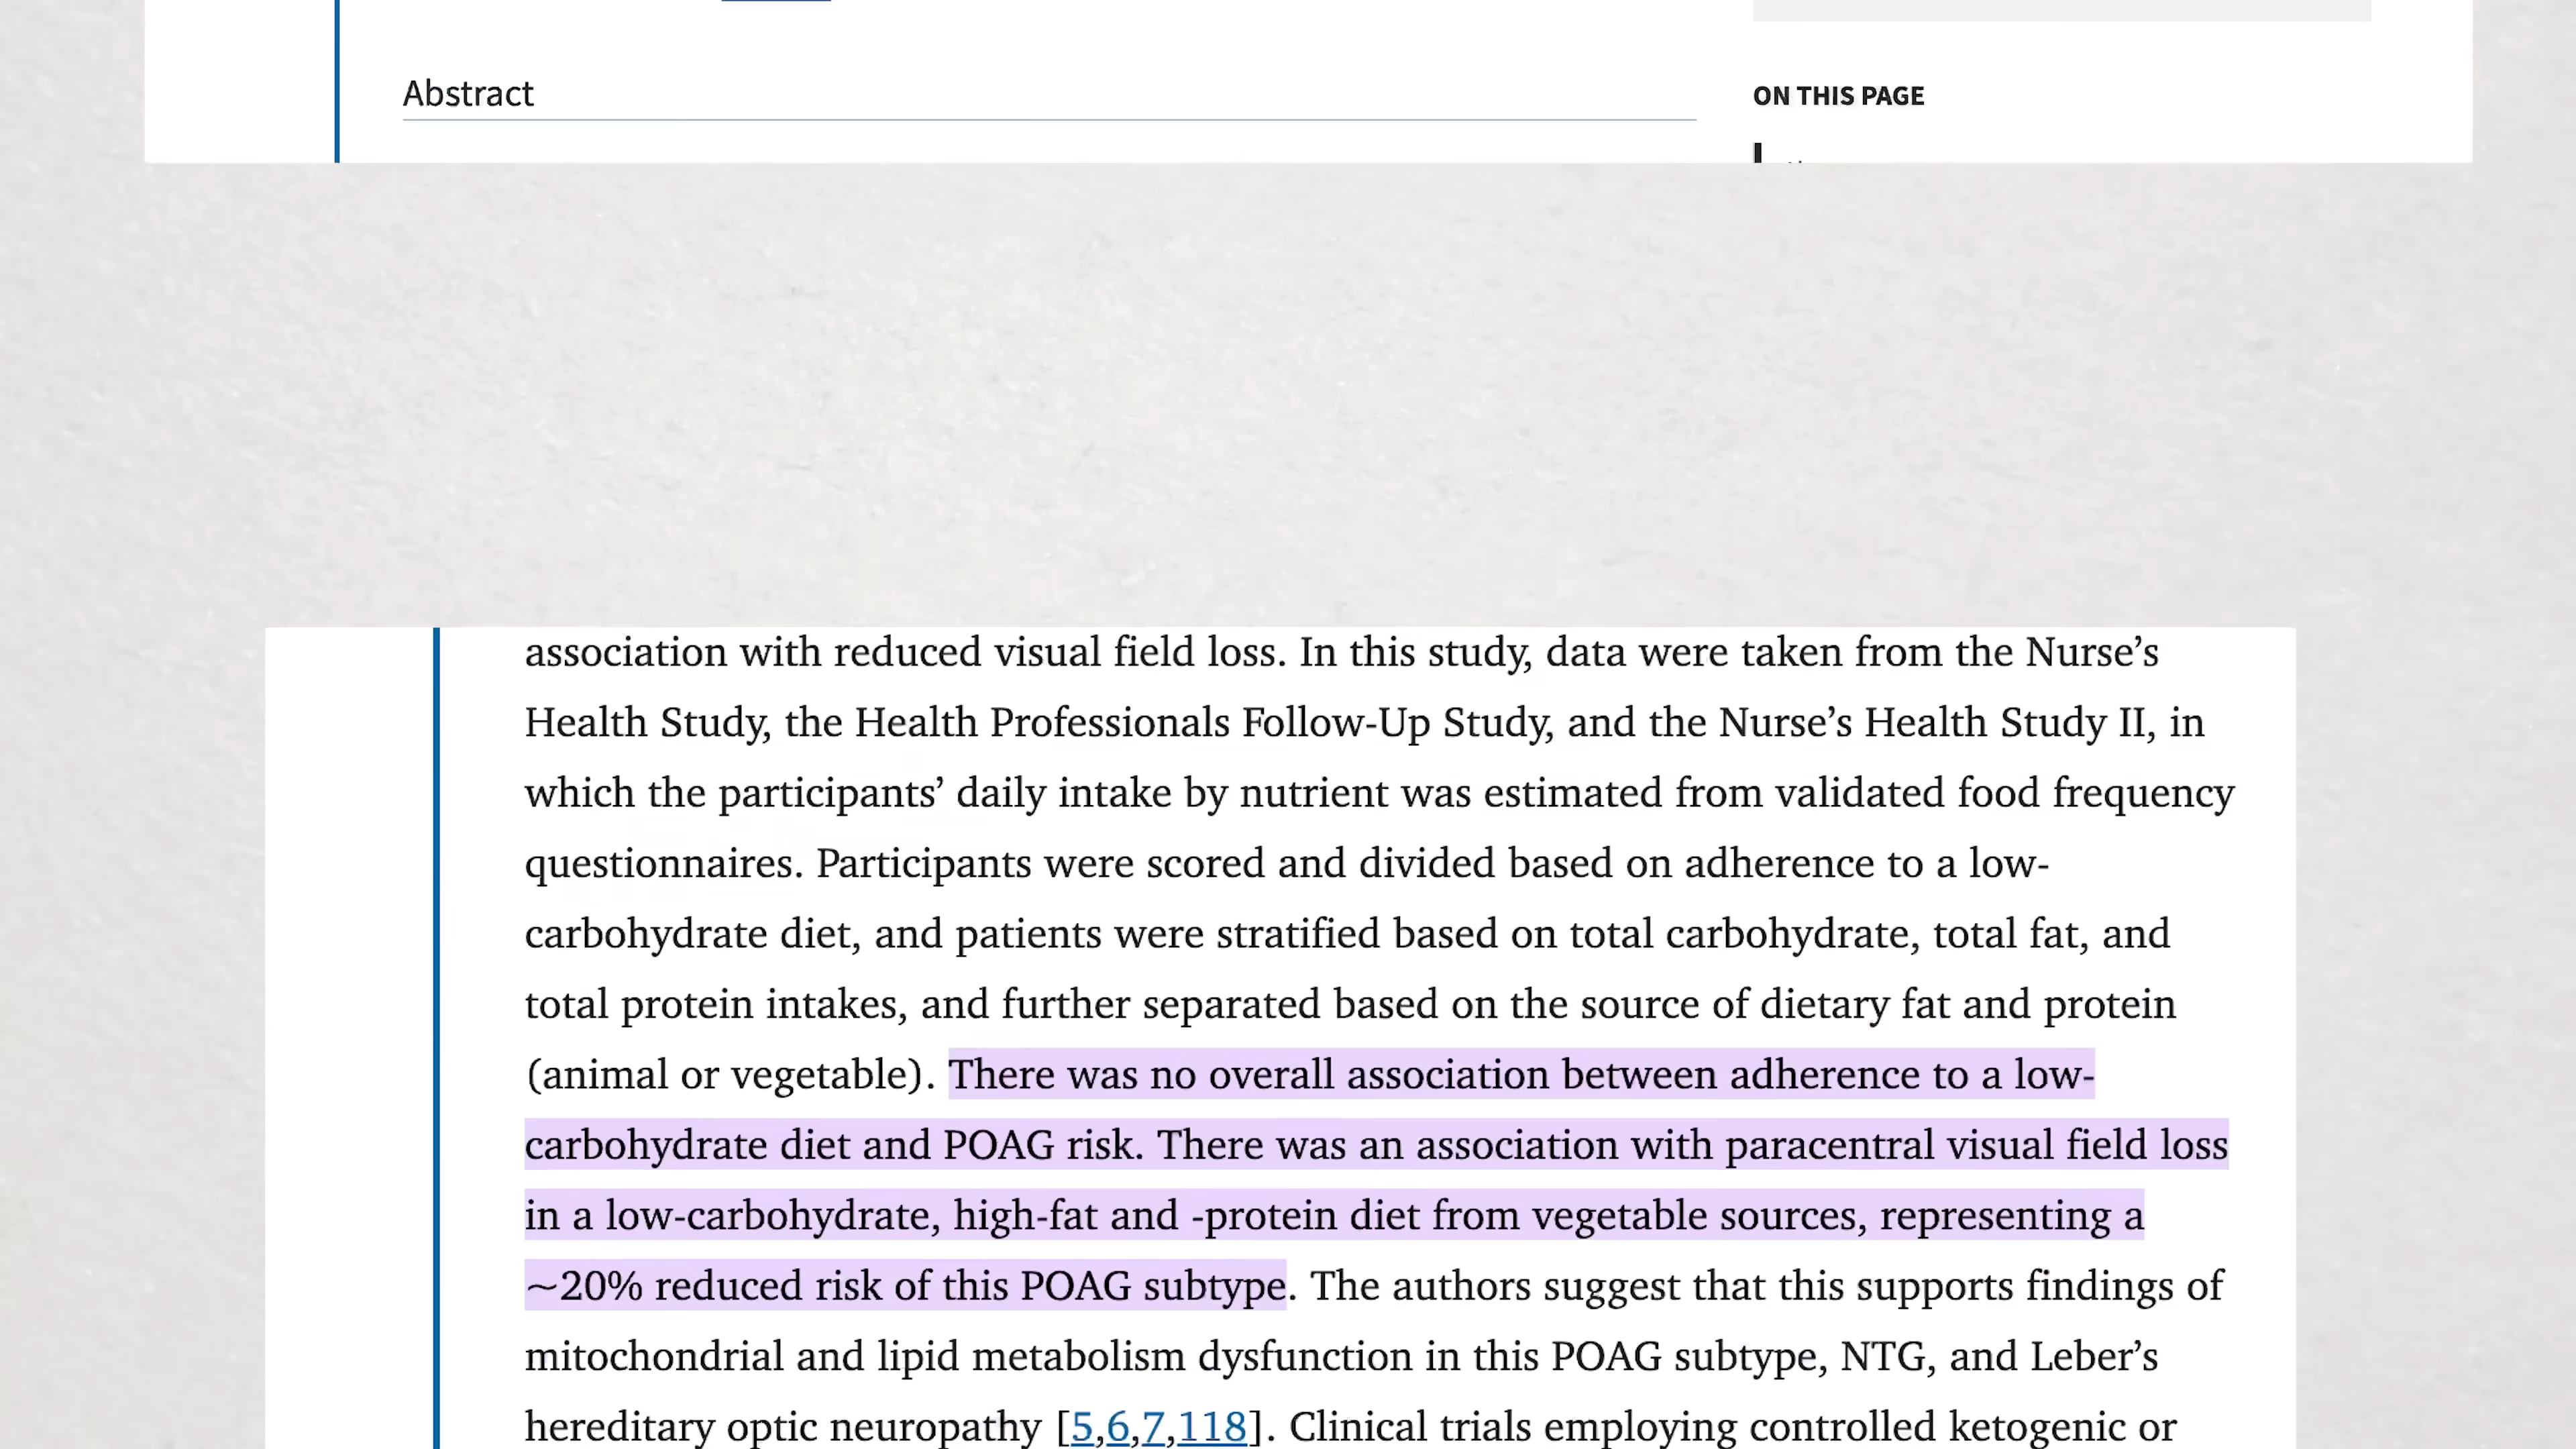 Abstract
ON THIS PAGE
association with reduced visual field loss. In this study, data were taken from the Nurse’s
Health Study, the Health Professionals Follow-Up Study, and the Nurse’s Health Study II, in
which the participants’ daily intake by nutrient was estimated from validated food frequency
questionnaires. Participants were scored and divided based on adherence to a low-
carbohydrate diet, and patients were stratified based on total carbohydrate, total fat, and
total protein intakes, and further separated based on the source of dietary fat and protein
(animal or vegetable). There was no overall association between adherence to a low-
carbohydrate diet and POAG risk. There was an association with paracentral visual field loss
in a low-carbohydrate, high-fat and -protein diet from vegetable sources, representing a
~20% reduced risk of this POAG subtype. The authors suggest that this supports findings of
mitochondrial and lipid metabolism dysfunction in this POAG subtype, NTG, and Leber’s
hereditary optic neuropathy [5,6,7,118]. Clinical trials employing controlled ketogenic or